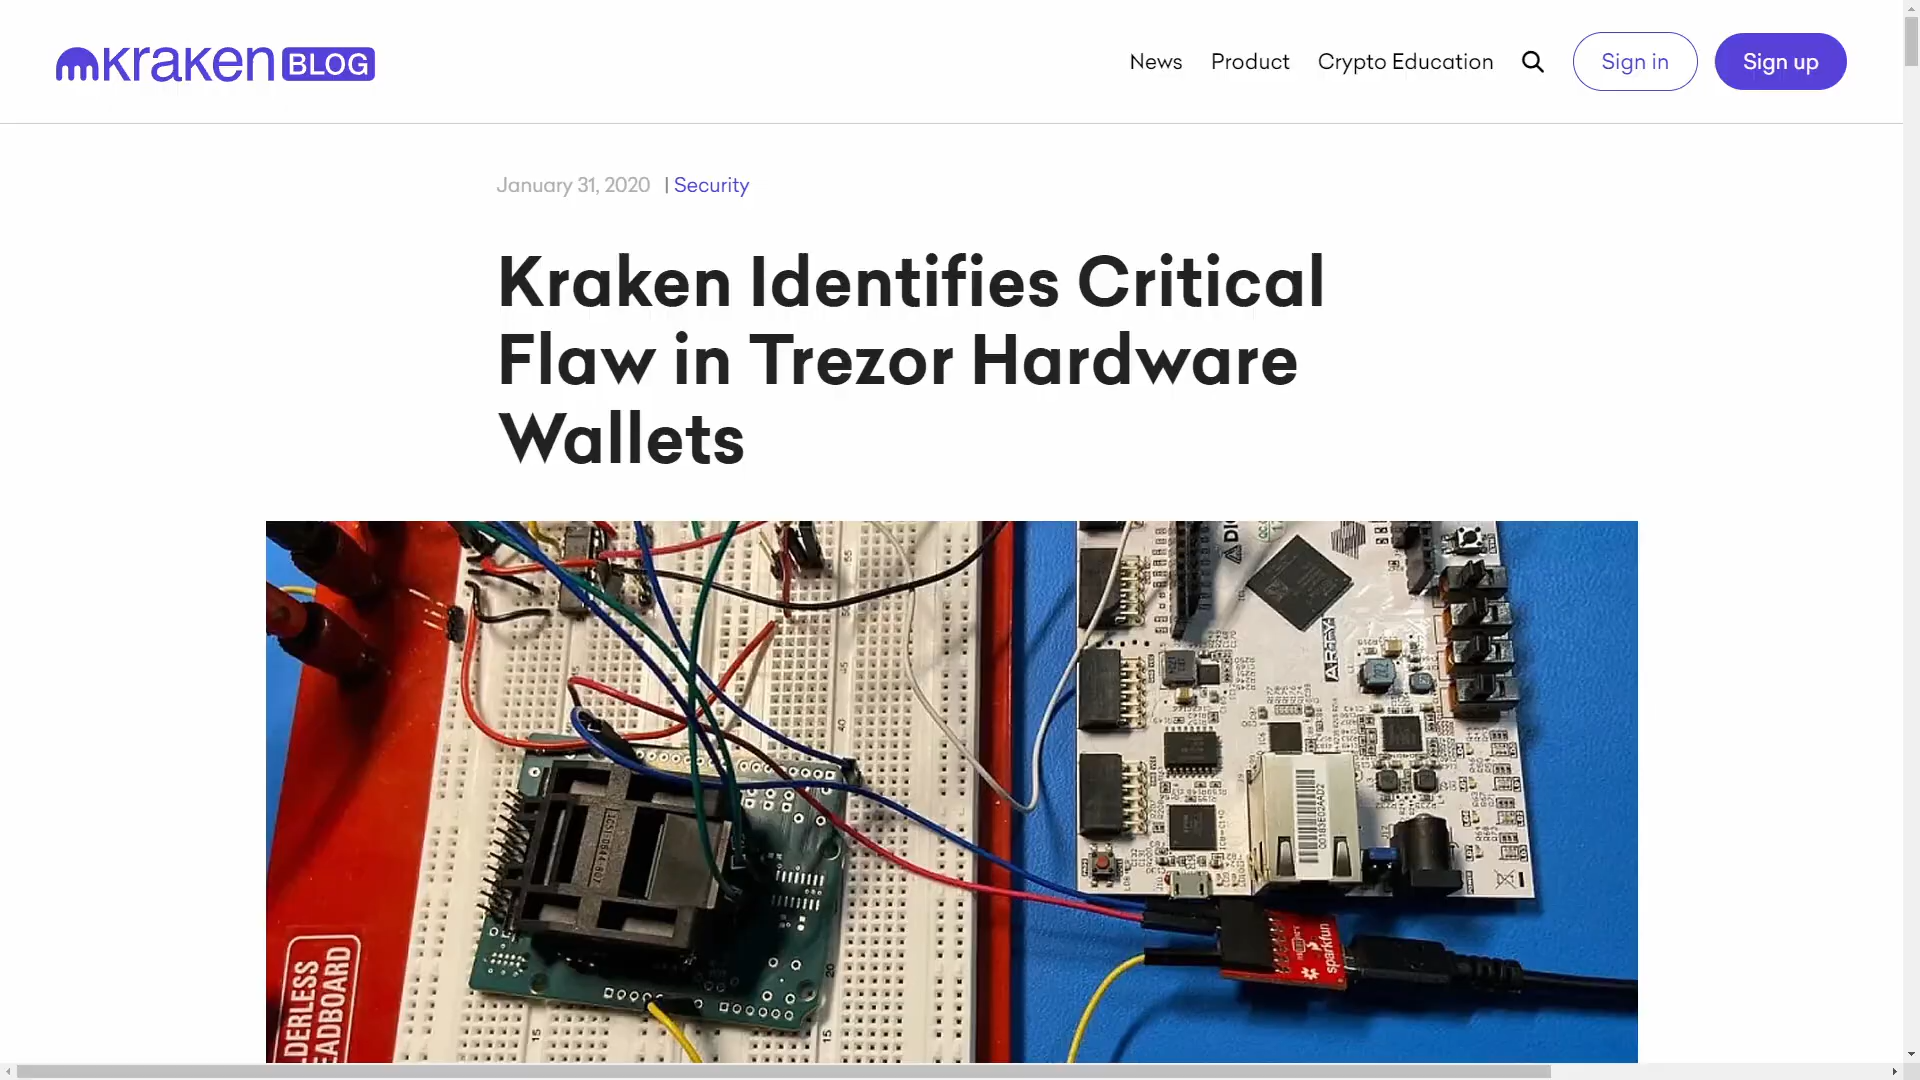 kraken BLOG
News Product Crypto Education Sign in Sign up
January 31, 2020 | Security
Kraken Identifies Critical
Flaw in Trezor Hardware
Wallets
ARTY
sparkfun
DERLESS
EADBOARD